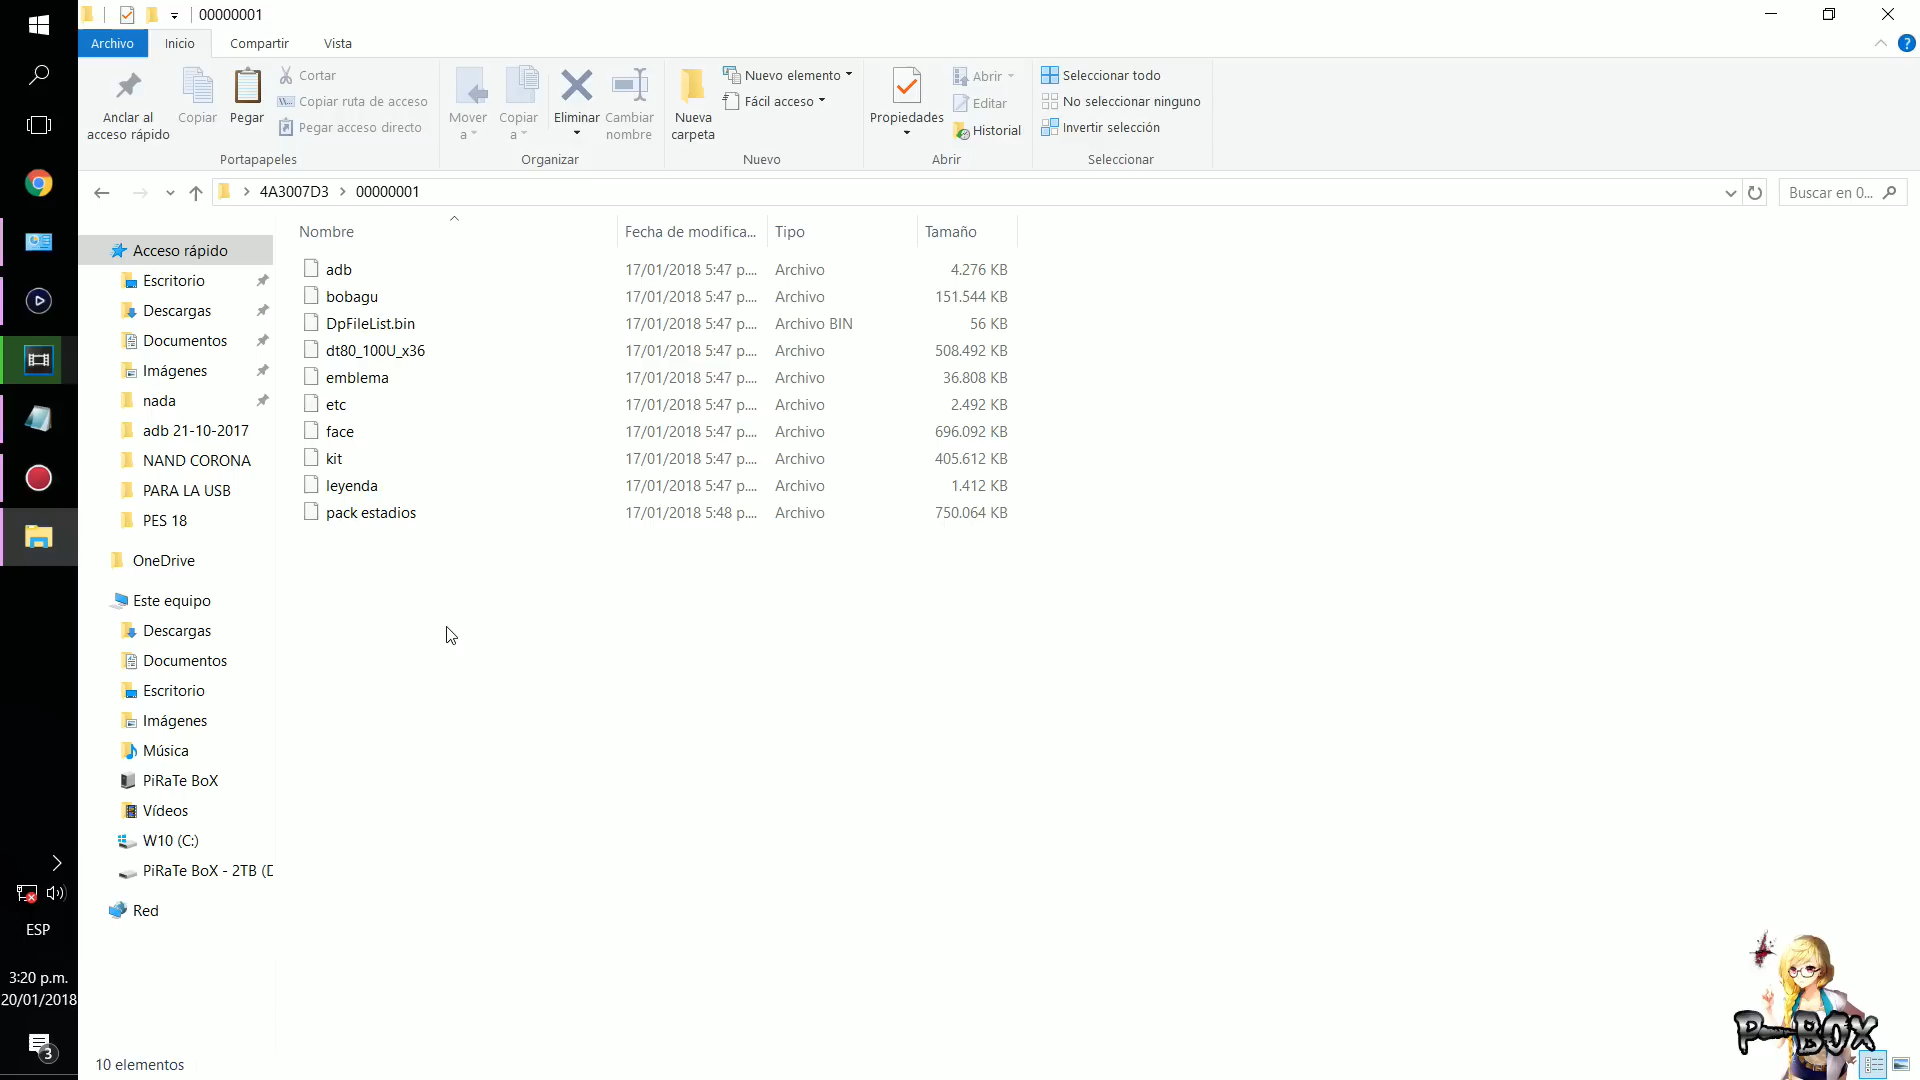 00000001
Archivo Inicio Compartir Vista
Anclar al acceso rápido
Copiar
Pegar
Cortar
Copiar ruta de acceso
Pegar acceso directo
Portapapeles
Mover a
Copiar a
Eliminar
Cambiar nombre
Organizar
Nueva carpeta
Nuevo elemento
Fácil acceso
Nuevo
Propiedades
Abrir
Editar
Historial
Abrir
Seleccionar todo
No seleccionar ninguno
Invertir selección
Seleccionar
4A3007D3 00000001
Buscar en 0...
Acceso rápido
Escritorio
Descargas
Documentos
Imágenes
nada
adb 21-10-2017
NAND CORONA
PARA LA USB
PES 18
OneDrive
Este equipo
Descargas
Documentos
Escritorio
Imágenes
Música
PiRaTe BoX
Vídeos
W10 (C:)
PiRaTe BoX - 2TB (D
Red
Nombre Fecha de modifica... Tipo Tamaño
adb 17/01/2018 5:47 p.... Archivo 4.276 KB
bobagu 17/01/2018 5:47 p.... Archivo 151.544 KB
DpFileList.bin 17/01/2018 5:47 p.... Archivo BIN 56 KB
dt80_100U_x36 17/01/2018 5:47 p.... Archivo 508.492 KB
emblema 17/01/2018 5:47 p.... Archivo 36.808 KB
etc 17/01/2018 5:47 p.... Archivo 2.492 KB
face 17/01/2018 5:47 p.... Archivo 696.092 KB
kit 17/01/2018 5:47 p.... Archivo 405.612 KB
leyenda 17/01/2018 5:47 p.... Archivo 1.412 KB
pack estadios 17/01/2018 5:48 p.... Archivo 750.064 KB
10 elementos
ESP
3:20 p.m.
20/01/2018
3